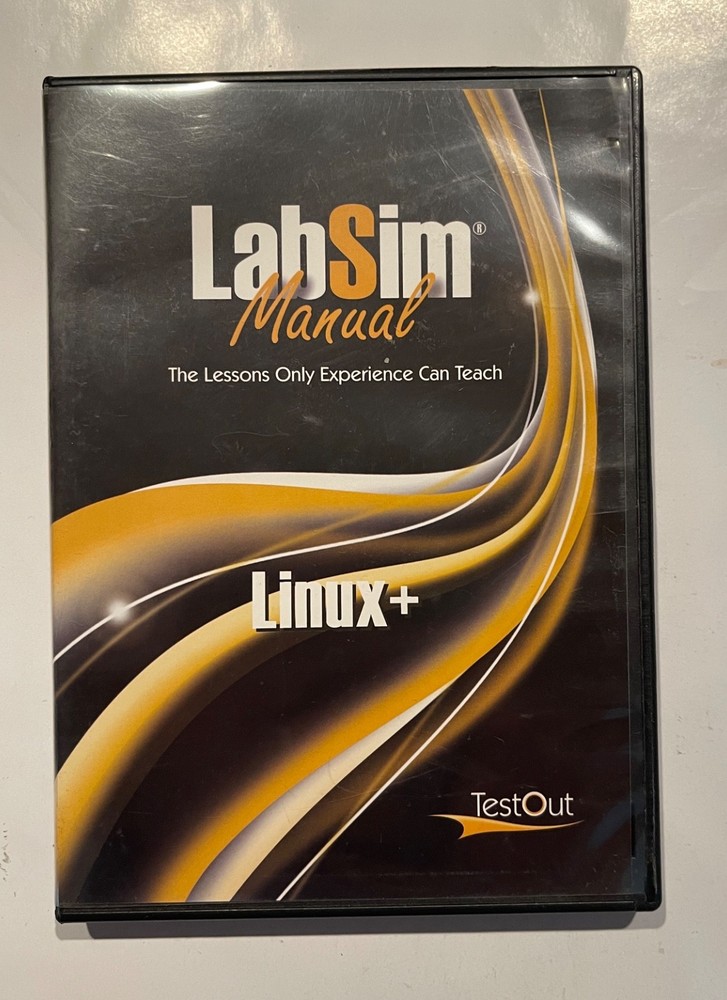 LabSim®
Manual
The Lessons Only Experience Can Teach
Linux+
TestOut